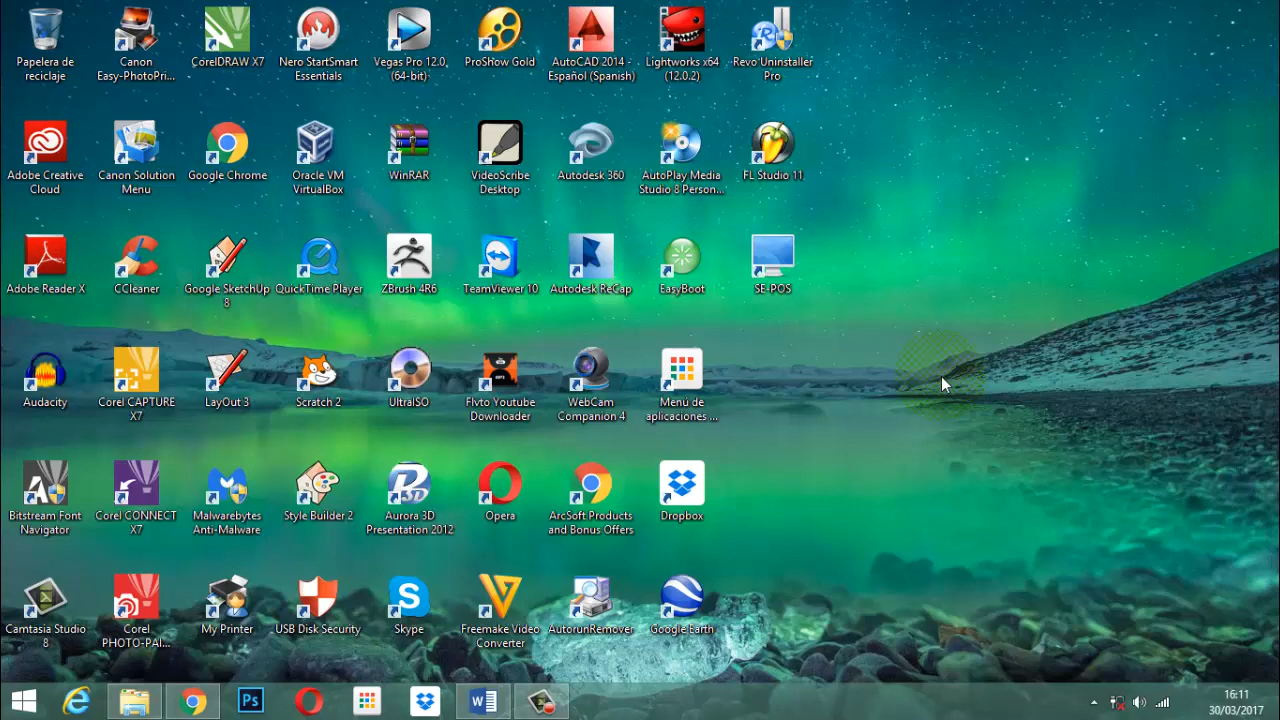 Papelera de
reciclaje
Canon
Easy-PhotoPri...
CorelDRAW X7
Nero StartSmart
Essentials
Vegas Pro 12.0,
(64-bit)
ProShow Gold
AutoCAD 2014 -
Español (Spanish)
Lightworks x64
(12.0.2)
Revo Uninstaller
Pro
Adobe Creative
Cloud
Canon Solution
Menu
Google Chrome
Oracle VM
VirtualBox
WinRAR
VideoScribe
Desktop
Autodesk 360
AutoPlay Media
Studio 8 Person...
FL Studio 11
Adobe Reader X
CCleaner
Google SketchUp
8
QuickTime Player
ZBrush 4R6
TeamViewer 10
Autodesk ReCap
EasyBoot
SE-POS
Audacity
Corel CAPTURE
X7
LayOut 3
Scratch 2
UltraISO
Flvto Youtube
Downloader
WebCam
Companion 4
Menú de
aplicaciones ...
Bitstream Font
Navigator
Corel CONNECT
X7
Malwarebytes
Anti-Malware
Style Builder 2
Aurora 3D
Presentation 2012
Opera
ArcSoft Products
and Bonus Offers
Dropbox
Camtasia Studio
8
Corel
PHOTO-PAI...
My Printer
USB Disk Security
Skype
Freemake Video
Converter
AutorunRemover
Google Earth
Ps
16:11
30/03/2017